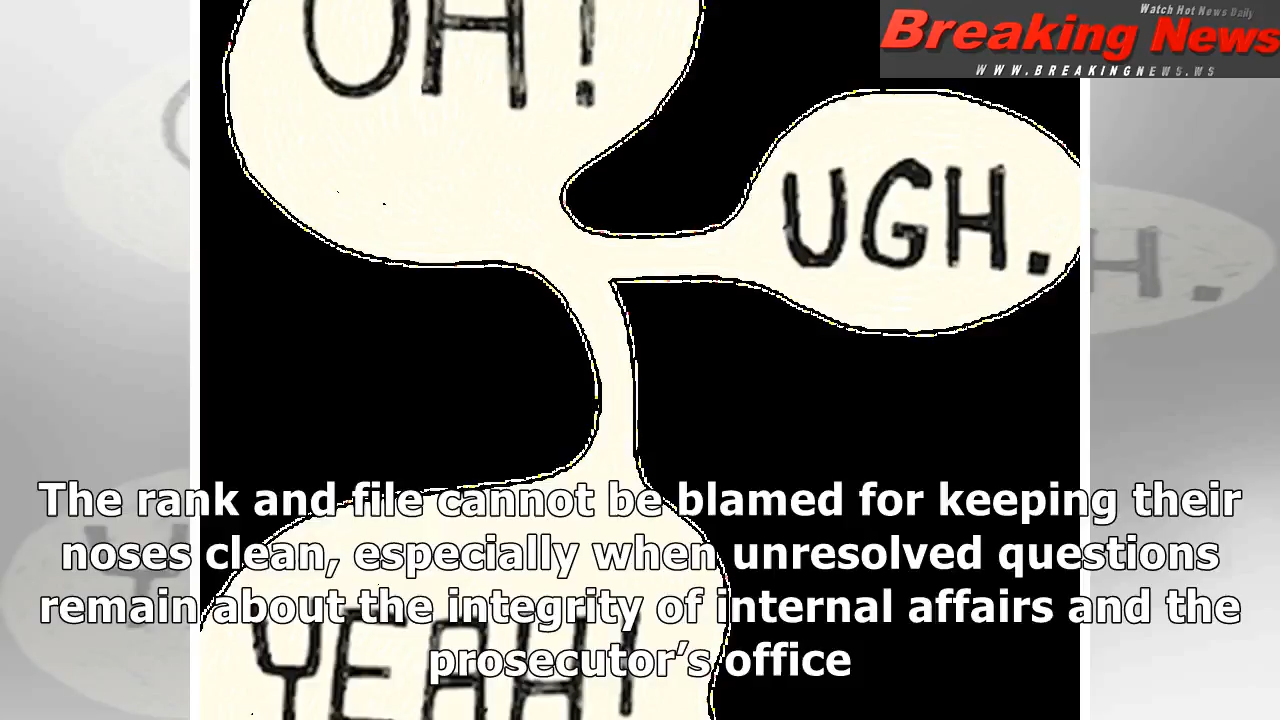 Watch Hot News Daily
Breaking News
WWW.BREAKINGNEWS.WS
OH!
UGH.
H.
Y
YEAH!
The rank and file cannot be blamed for keeping their
noses clean, especially when unresolved questions
remain about the integrity of internal affairs and the
prosecutor’s office